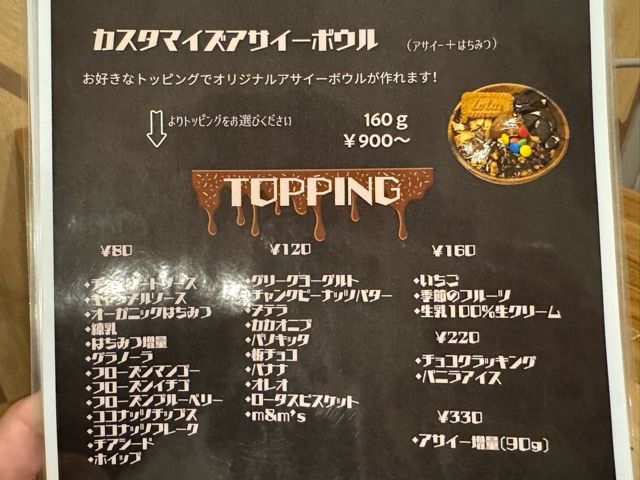 カスタマイズアサイーボウル
（アサイー＋はちみつ）
お好きなトッピングでオリジナルアサイーボウルが作れます!
よりトッピングをお選びください
160g
￥900～
Lotus
TOPPING
￥80
・チョコレートソース
・キャラメルソース
・オーガニックはちみつ
・練乳
・はちみつ増量
・グラノーラ
・フローズンマンゴー
・フローズンイチゴ
・フローズンブルーベリー
・ココナッツチップス
・ココナッツフレーク
・チアシード
・ホイップ
￥120
・グリークヨーグルト
・チャンクピーナッツバター
・ヌテラ
・カカオニブ
・パリキッタ
・板チョコ
・バナナ
・オレオ
・ロータスビスケット
・m&m's
￥160
・いちご
・季節のフルーツ
・生乳100%生クリーム
￥220
・チョコクラッキング
・バニラアイス
￥330
・アサイー増量(90g)